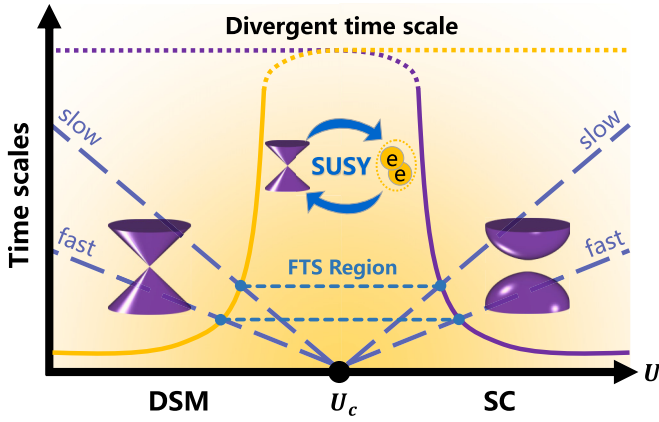 Divergent time scale
Time scales
slow
slow
SUSY
e
e
fast
fast
FTS Region
U
DSM
U_c
SC